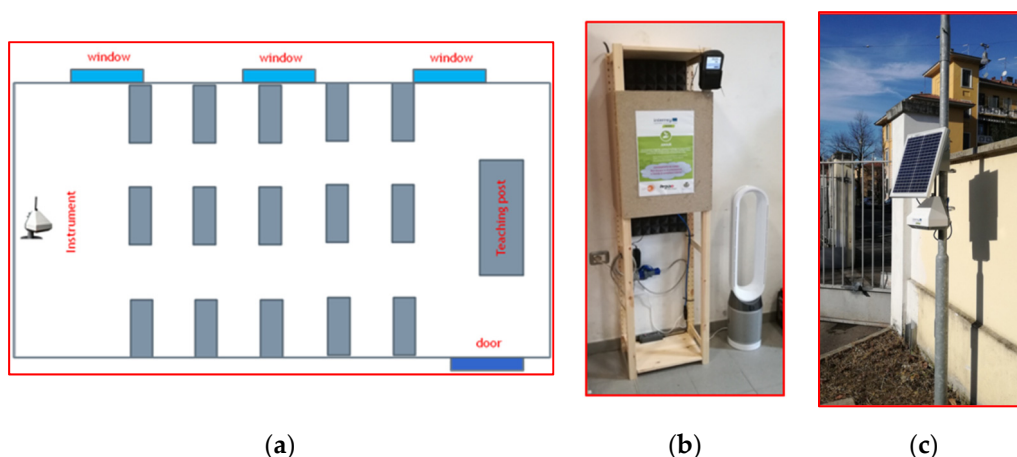 window
window
window
Instrument
Teaching post
door
(a)
(b)
(c)